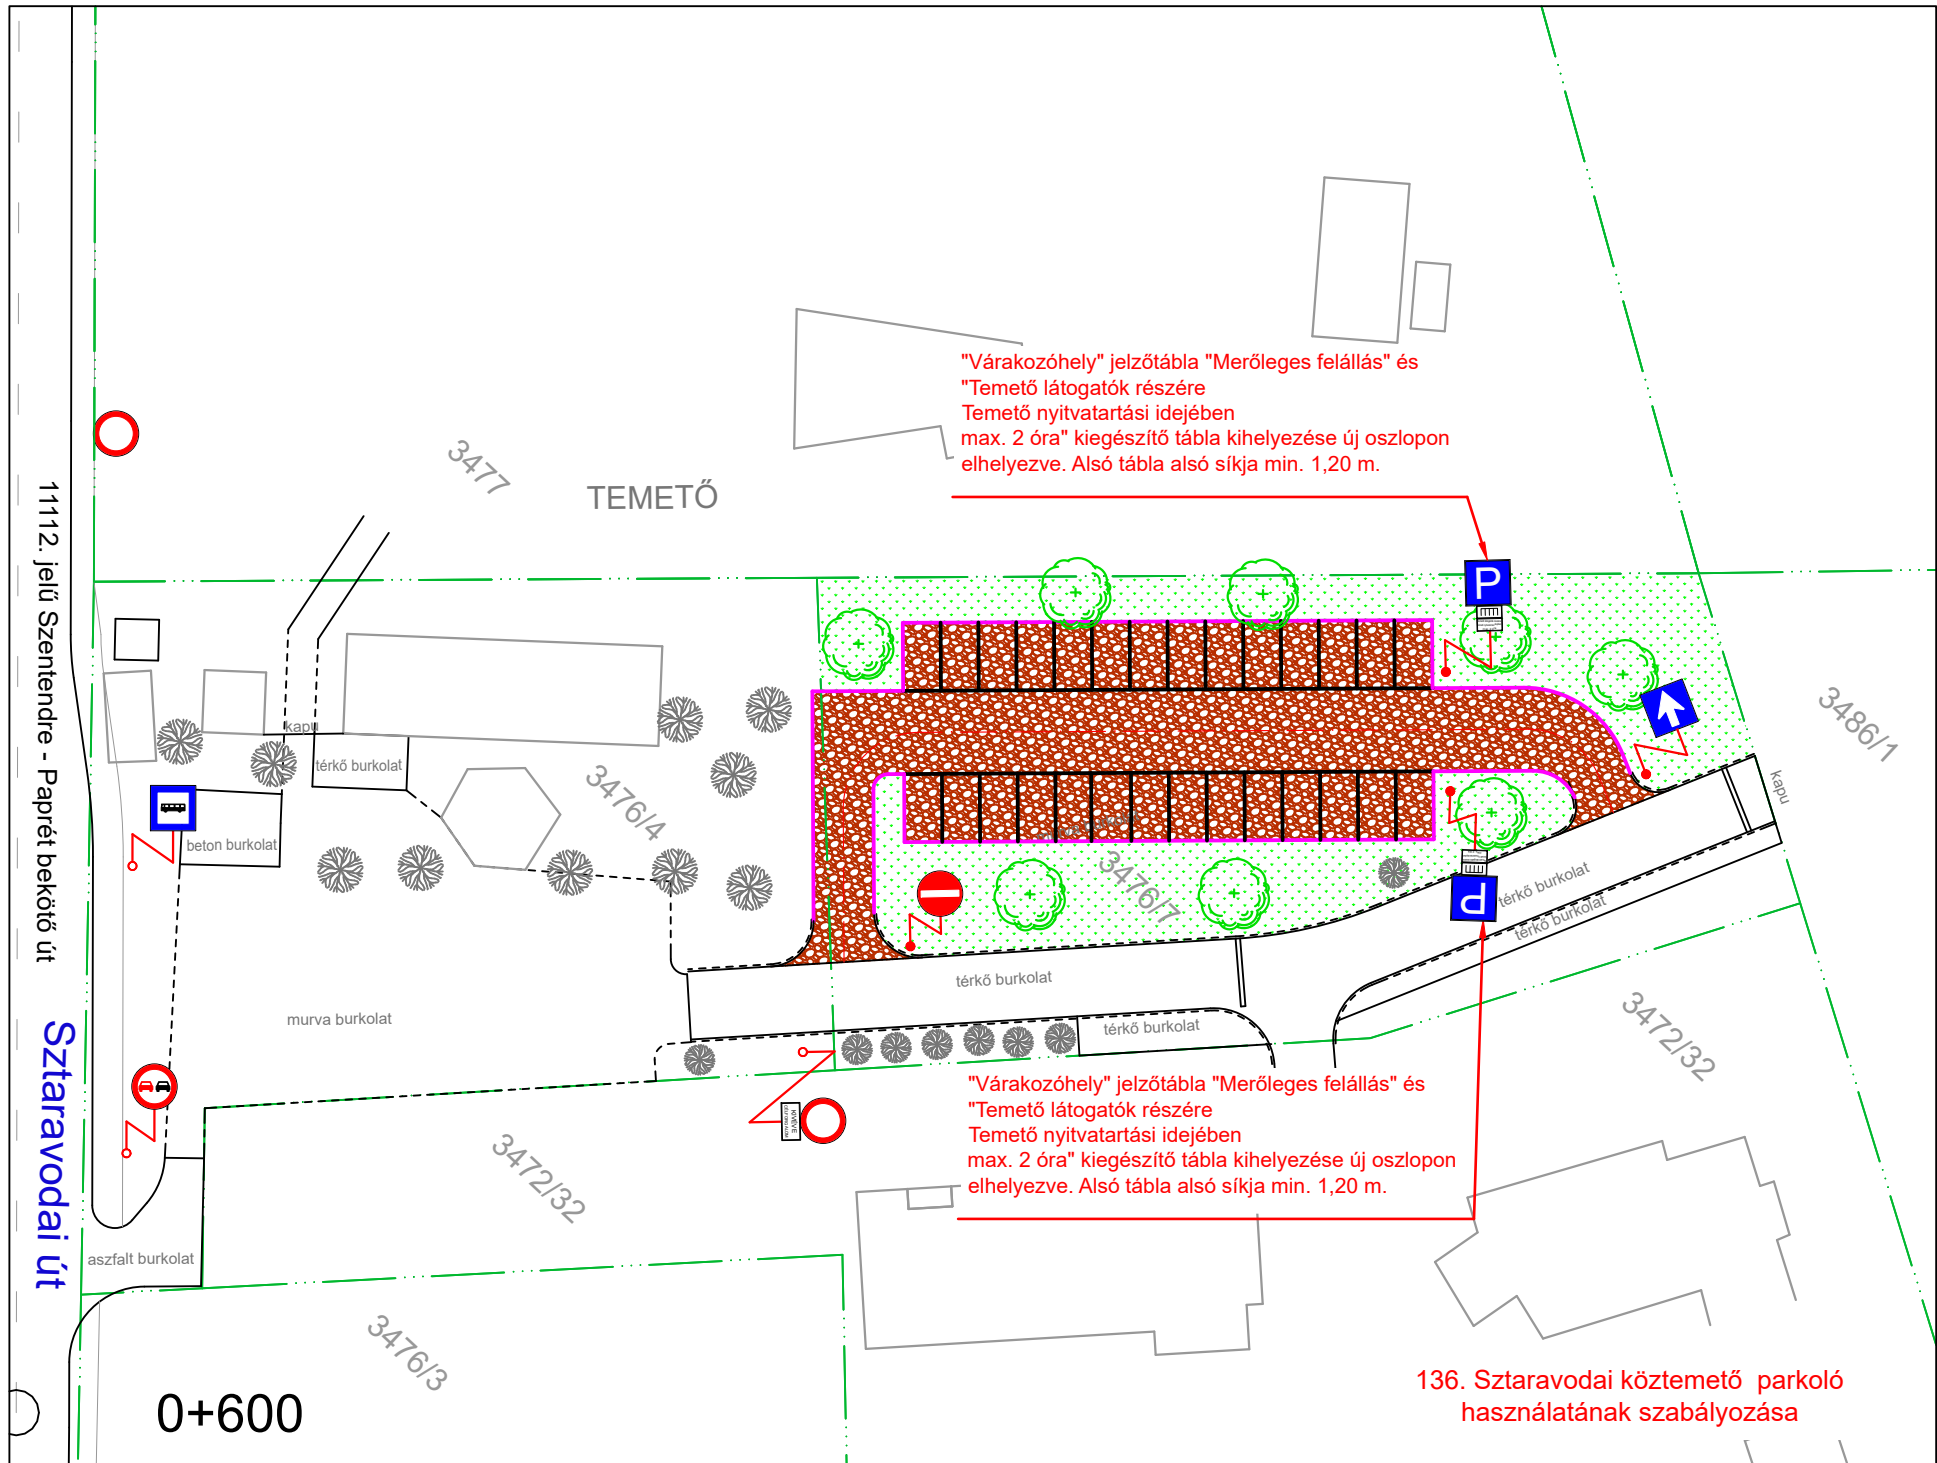 "Várakozóhely" jelzőtábla "Merőleges felállás" és
"Temető látogatók részére
Temető nyitvatartási idejében
max. 2 óra" kiegészítő tábla kihelyezése új oszlopon
elhelyezve. Alsó tábla alsó síkja min. 1,20 m.
3477
TEMETŐ
11112. jelű Szentendre - Paprét bekötő út
Sztaravodai út
P
kapu
térkő burkolat
3476/4
beton burkolat
murva burkolat
3486/1
kapu
3476/7
P
térkő burkolat
térkő burkolat
térkő burkolat
térkő burkolat
3472/32
"Várakozóhely" jelzőtábla "Merőleges felállás" és
"Temető látogatók részére
Temető nyitvatartási idejében
max. 2 óra" kiegészítő tábla kihelyezése új oszlopon
elhelyezve. Alsó tábla alsó síkja min. 1,20 m.
KIVÉVE
3472/32
aszfalt burkolat
3476/3
0+600
136. Sztaravodai köztemető parkoló
használatának szabályozása